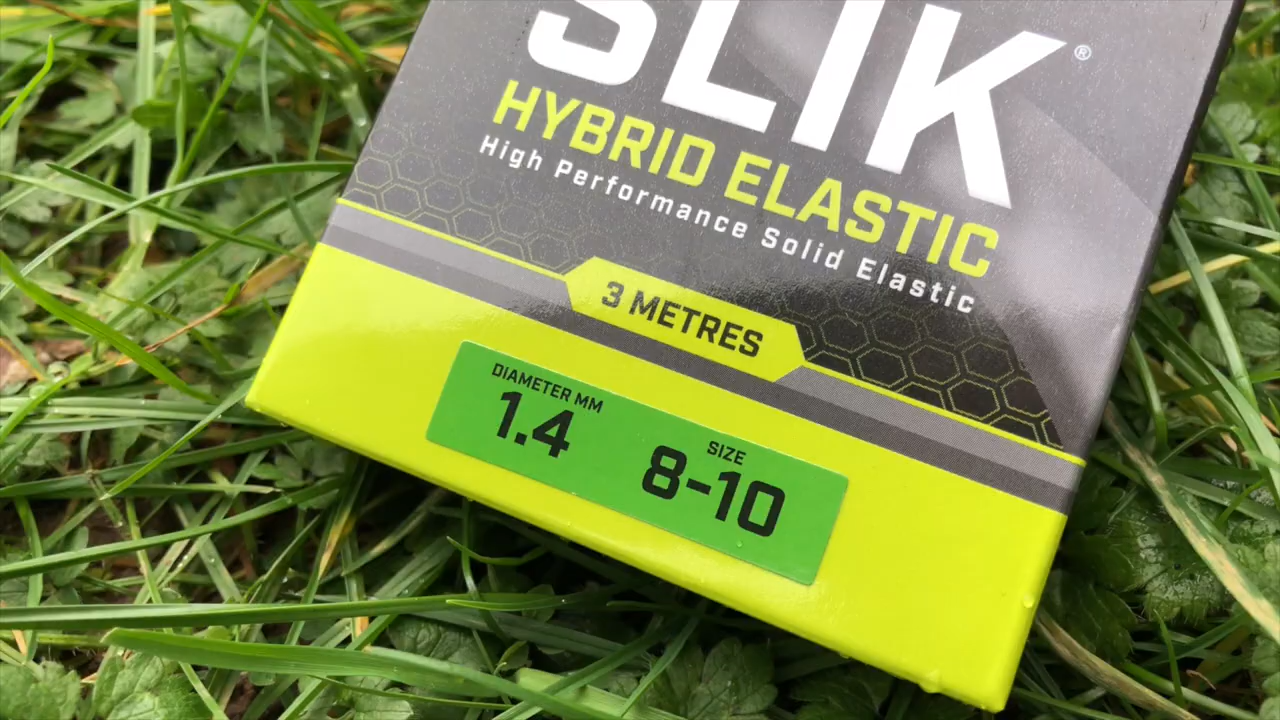 SLIK®
HYBRID ELASTIC
High Performance Solid Elastic
3 METRES
DIAMETER MM
1.4
SIZE
8-10